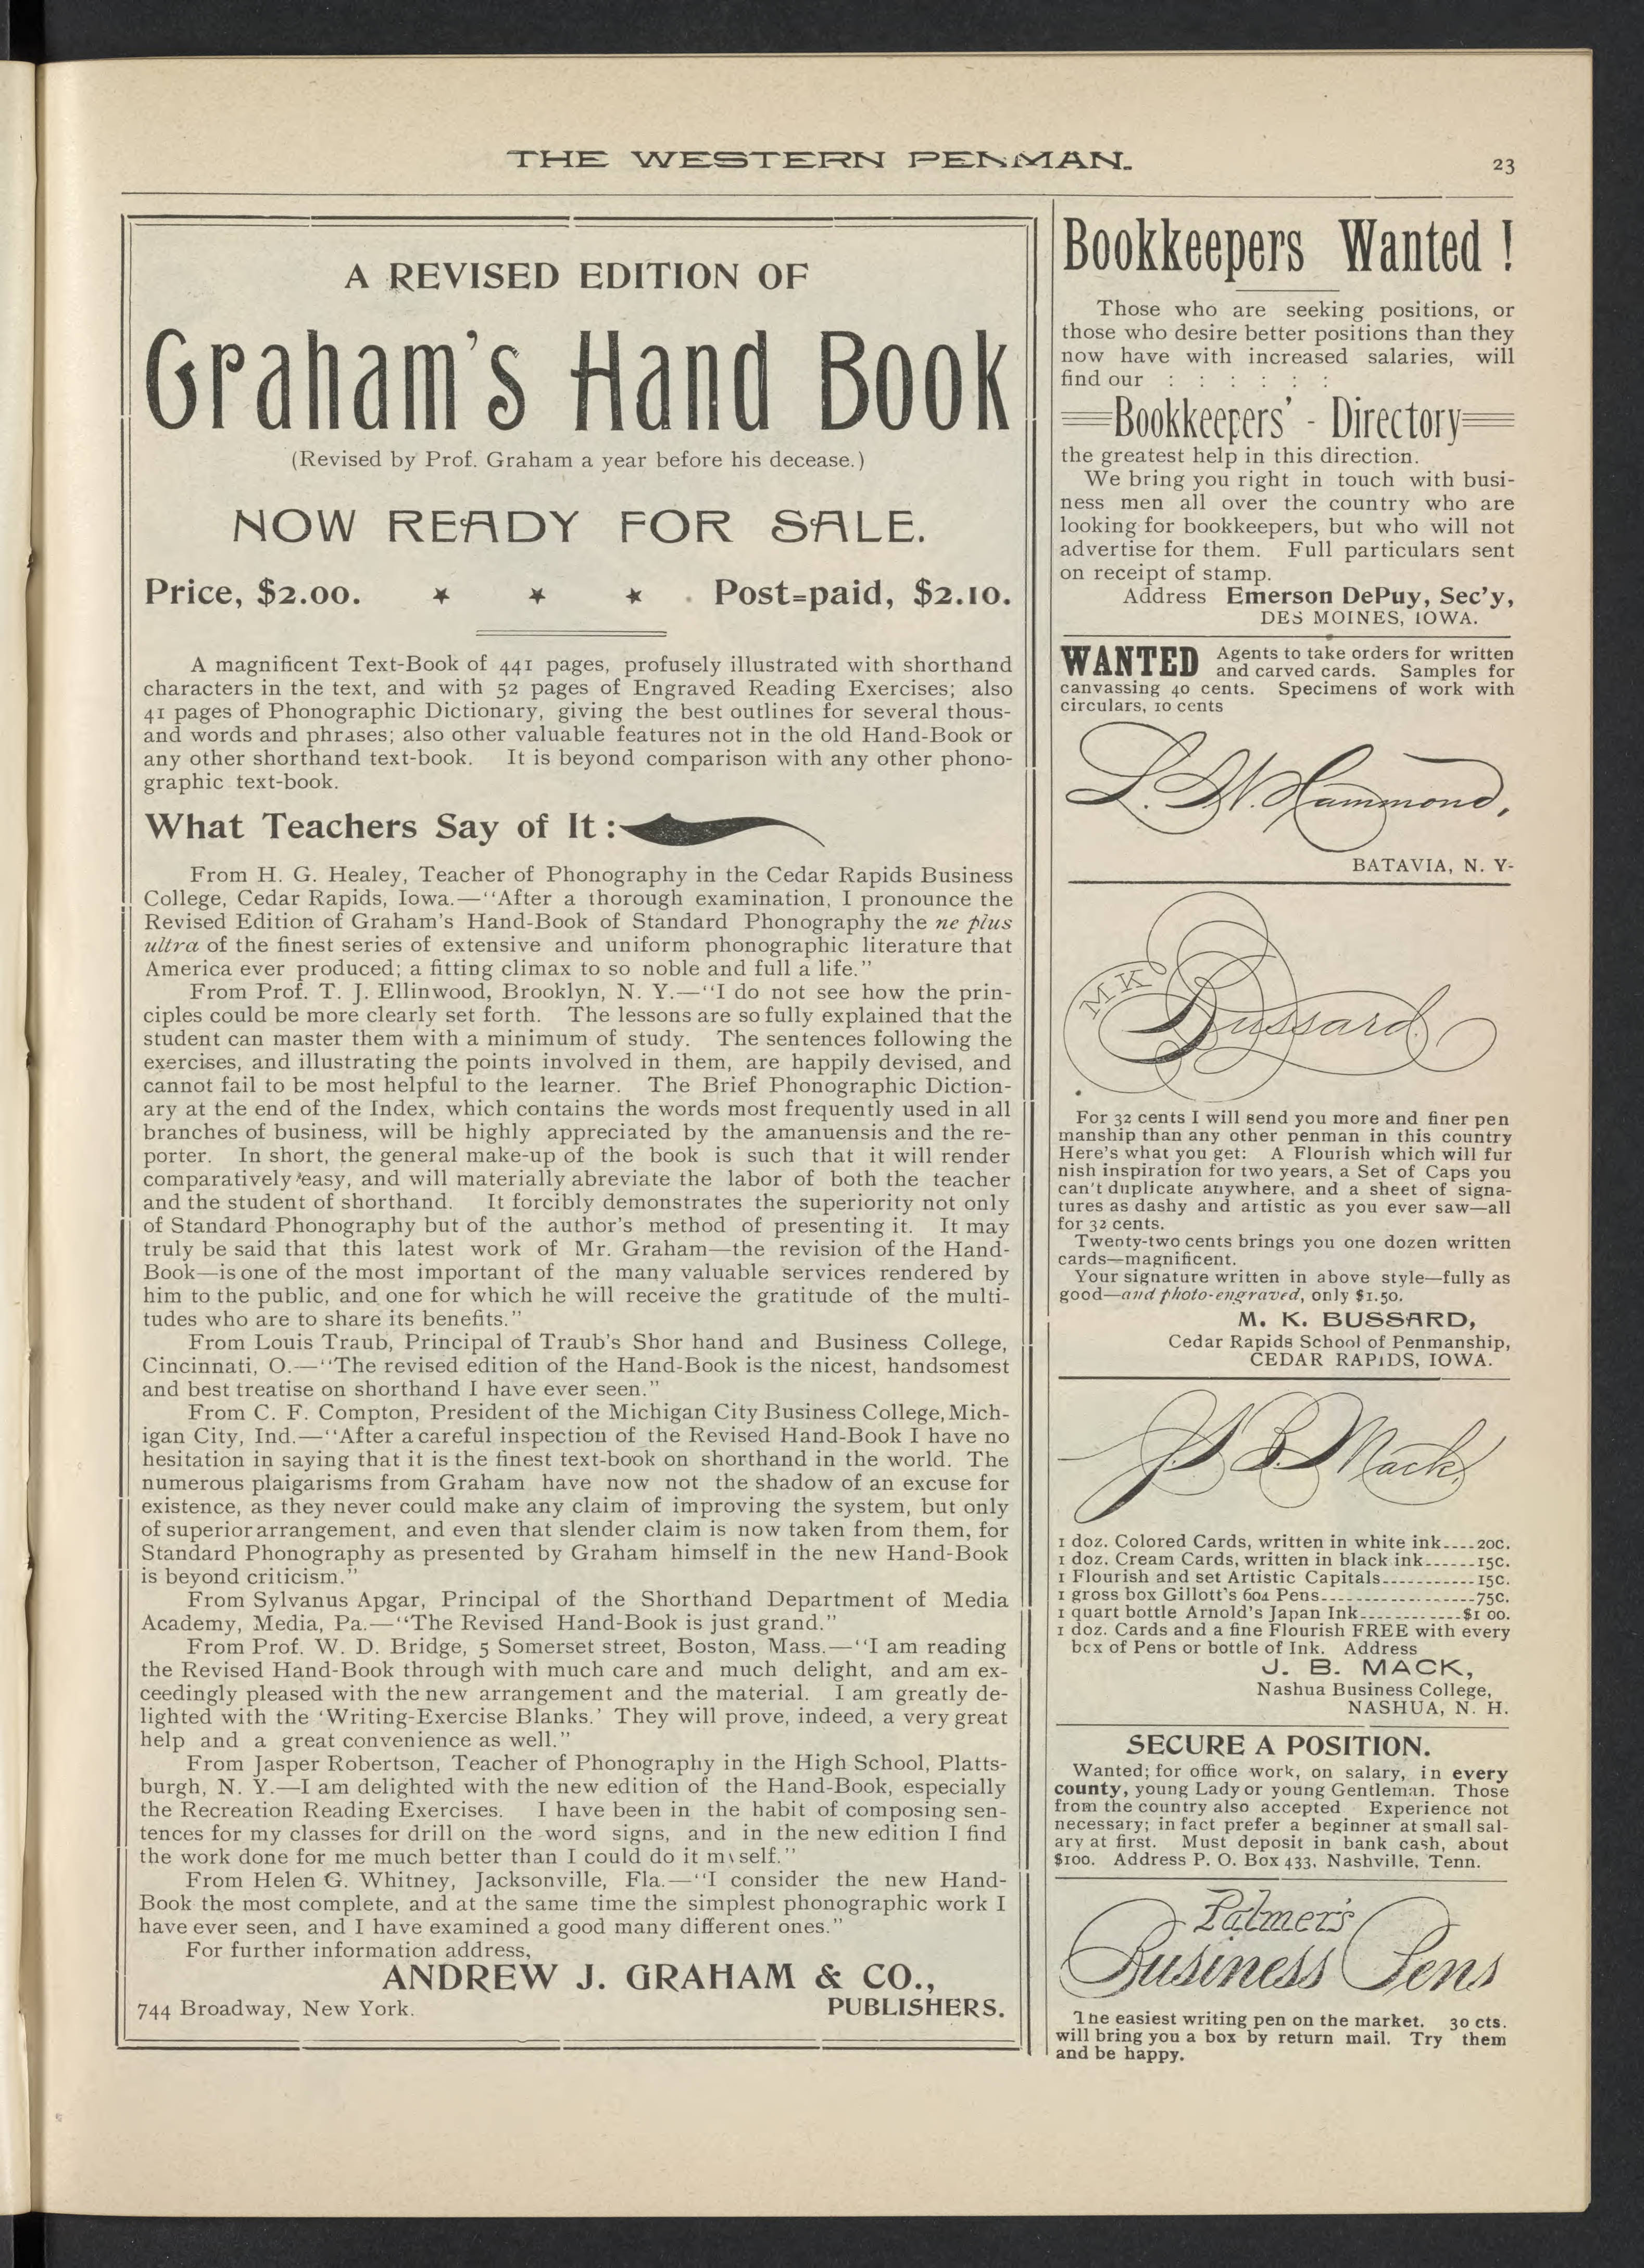 THE WESTERN PENMAN.
23
A REVISED EDITION OF
Graham's Hand Book
(Revised by Prof. Graham a year before his decease.)
NOW READY FOR SALE.
Price, $2.00. ★ ★ ★ Post=paid, $2.10.
A magnificent Text-Book of 441 pages, profusely illustrated with shorthand
characters in the text, and with 52 pages of Engraved Reading Exercises; also
41 pages of Phonographic Dictionary, giving the best outlines for several thous-
and words and phrases; also other valuable features not in the old Hand-Book or
any other shorthand text-book. It is beyond comparison with any other phono-
graphic text-book.
What Teachers Say of It:
From H. G. Healey, Teacher of Phonography in the Cedar Rapids Business
College, Cedar Rapids, Iowa.—"After a thorough examination, I pronounce the
Revised Edition of Graham's Hand-Book of Standard Phonography the ne plus
ultra of the finest series of extensive and uniform phonographic literature that
America ever produced; a fitting climax to so noble and full a life."
From Prof. T. J. Ellinwood, Brooklyn, N. Y.—"I do not see how the prin-
ciples could be more clearly set forth. The lessons are so fully explained that the
student can master them with a minimum of study. The sentences following the
exercises, and illustrating the points involved in them, are happily devised, and
cannot fail to be most helpful to the learner. The Brief Phonographic Diction-
ary at the end of the Index, which contains the words most frequently used in all
branches of business, will be highly appreciated by the amanuensis and the re-
porter. In short, the general make-up of the book is such that it will render
comparatively easy, and will materially abreviate the labor of both the teacher
and the student of shorthand. It forcibly demonstrates the superiority not only
of Standard Phonography but of the author's method of presenting it. It may
truly be said that this latest work of Mr. Graham—the revision of the Hand-
Book—is one of the most important of the many valuable services rendered by
him to the public, and one for which he will receive the gratitude of the multi-
tudes who are to share its benefits."
From Louis Traub, Principal of Traub's Shor hand and Business College,
Cincinnati, O.—"The revised edition of the Hand-Book is the nicest, handsomest
and best treatise on shorthand I have ever seen."
From C. F. Compton, President of the Michigan City Business College, Mich-
igan City, Ind.—"After a careful inspection of the Revised Hand-Book I have no
hesitation in saying that it is the finest text-book on shorthand in the world. The
numerous plaigarisms from Graham have now not the shadow of an excuse for
existence, as they never could make any claim of improving the system, but only
of superior arrangement, and even that slender claim is now taken from them, for
Standard Phonography as presented by Graham himself in the new Hand-Book
is beyond criticism."
From Sylvanus Apgar, Principal of the Shorthand Department of Media
Academy, Media, Pa.—"The Revised Hand-Book is just grand."
From Prof. W. D. Bridge, 5 Somerset street, Boston, Mass.—"I am reading
the Revised Hand-Book through with much care and much delight, and am ex-
ceedingly pleased with the new arrangement and the material. I am greatly de-
lighted with the 'Writing-Exercise Blanks.' They will prove, indeed, a very great
help and a great convenience as well."
From Jasper Robertson, Teacher of Phonography in the High School, Platts-
burgh, N. Y.—I am delighted with the new edition of the Hand-Book, especially
the Recreation Reading Exercises. I have been in the habit of composing sen-
tences for my classes for drill on the word signs, and in the new edition I find
the work done for me much better than I could do it myself."
From Helen G. Whitney, Jacksonville, Fla.—"I consider the new Hand-
Book the most complete, and at the same time the simplest phonographic work I
have ever seen, and I have examined a good many different ones."
For further information address,
ANDREW J. GRAHAM & CO.,
744 Broadway, New York. PUBLISHERS.
Bookkeepers Wanted !
Those who are seeking positions, or
those who desire better positions than they
now have with increased salaries, will
find our : : : : : :
Bookkeepers' - Directory
the greatest help in this direction.
We bring you right in touch with busi-
ness men all over the country who are
looking for bookkeepers, but who will not
advertise for them. Full particulars sent
on receipt of stamp.
Address Emerson DePuy, Sec'y,
DES MOINES, IOWA.
WANTED Agents to take orders for written
and carved cards. Samples for
canvassing 40 cents. Specimens of work with
circulars, 10 cents
L. W. Hammond,
BATAVIA, N. Y-
M K Bussard.
For 32 cents I will send you more and finer pen
manship than any other penman in this country
Here's what you get: A Flourish which will fur
nish inspiration for two years, a Set of Caps you
can't duplicate anywhere, and a sheet of signa-
tures as dashy and artistic as you ever saw—all
for 32 cents.
Twenty-two cents brings you one dozen written
cards—magnificent.
Your signature written in above style—fully as
good—and photo-engraved, only $1.50.
M. K. BUSSARD,
Cedar Rapids School of Penmanship,
CEDAR RAPIDS, IOWA.
J. B. Mack.
1 doz. Colored Cards, written in white ink....20c.
1 doz. Cream Cards, written in black ink......15c.
1 Flourish and set Artistic Capitals...........15c.
1 gross box Gillott's 604 Pens..................75c.
1 quart bottle Arnold's Japan Ink............$1 00.
1 doz. Cards and a fine Flourish FREE with every
box of Pens or bottle of Ink. Address
J. B. MACK,
Nashua Business College,
NASHUA, N. H.
SECURE A POSITION.
Wanted; for office work, on salary, in every
county, young Lady or young Gentleman. Those
from the country also accepted Experience not
necessary; in fact prefer a beginner at small sal-
ary at first. Must deposit in bank cash, about
$100. Address P. O. Box 433, Nashville, Tenn.
Palmer's
Business Pens
The easiest writing pen on the market. 30 cts.
will bring you a box by return mail. Try them
and be happy.